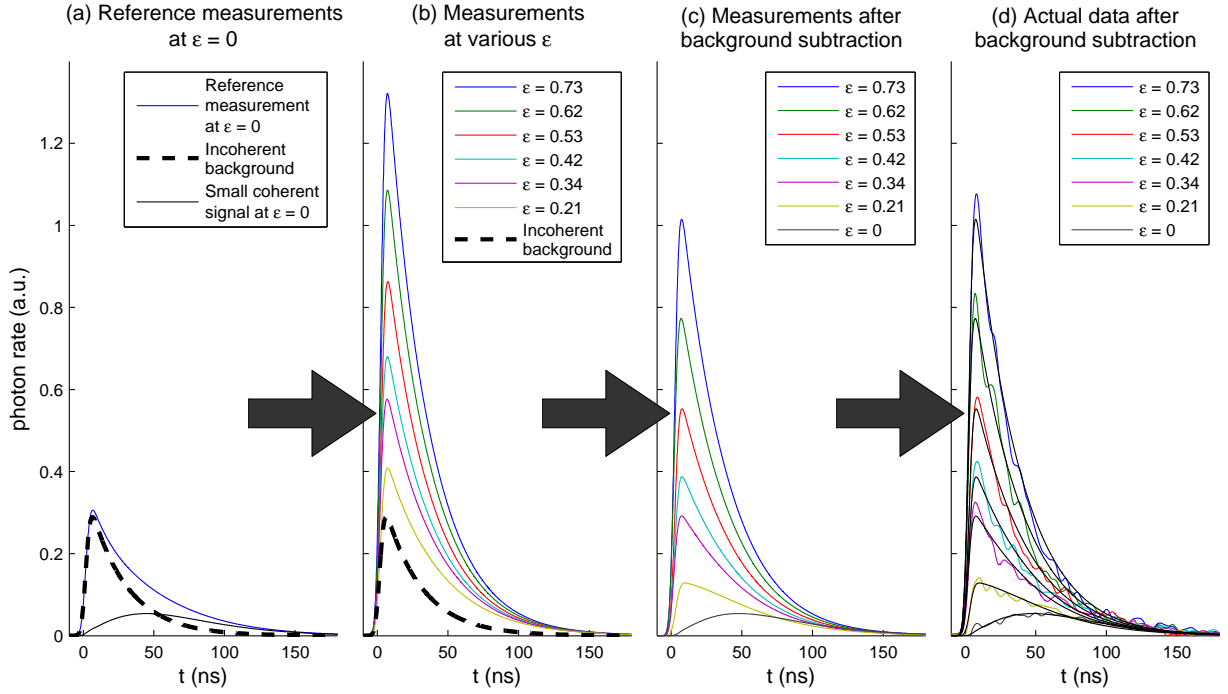 (a) Reference measurements
at ε = 0
(b) Measurements
at various ε
(c) Measurements after
background subtraction
(d) Actual data after
background subtraction
photon rate (a.u.)
1.2
1
0.8
0.6
0.4
0.2
0
Reference
measurement
at ε = 0
Incoherent
background
Small coherent
signal at ε = 0
0 50 100 150
t (ns)
ε = 0.73
ε = 0.62
ε = 0.53
ε = 0.42
ε = 0.34
ε = 0.21
Incoherent
background
0 50 100 150
t (ns)
ε = 0.73
ε = 0.62
ε = 0.53
ε = 0.42
ε = 0.34
ε = 0.21
ε = 0
0 50 100 150
t (ns)
ε = 0.73
ε = 0.62
ε = 0.53
ε = 0.42
ε = 0.34
ε = 0.21
ε = 0
0 50 100 150
t (ns)